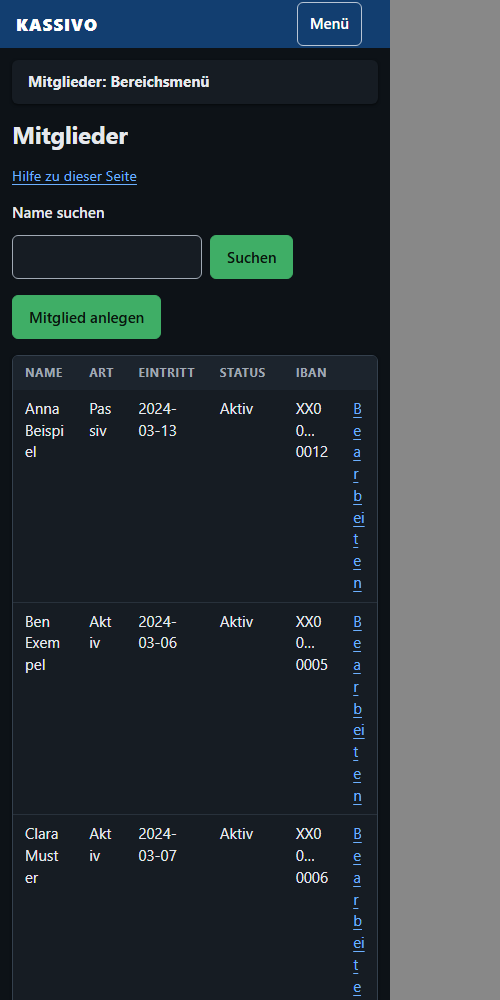 KASSIVO
Menü
Mitglieder: Bereichsmenü
Mitglieder
Hilfe zu dieser Seite
Name suchen
Suchen
Mitglied anlegen
NAME ART EINTRITT STATUS IBAN
Anna Pas 2024- Aktiv XX0 B
Beispi siv 03-13 0... e
el 0012 a
r
b
ei
t
e
n
Ben Akt 2024- Aktiv XX0 B
Exem iv 03-06 0... e
pel 0005 a
r
b
ei
t
e
n
Clara Akt 2024- Aktiv XX0 B
Must iv 03-07 0... e
er 0006 a
r
b
ei
t
e